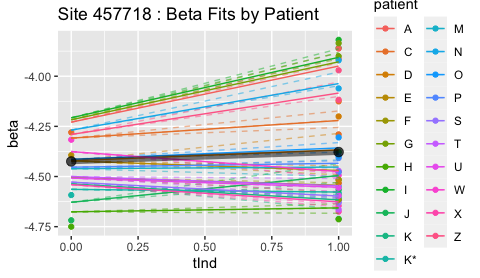 Site 457718 : Beta Fits by Patient
beta
-4.00
-4.25
-4.50
-4.75
0.00 0.25 0.50 0.75 1.00
tInd
patient
A M
C N
D O
E P
F S
G T
H U
I W
J X
K Z
K*